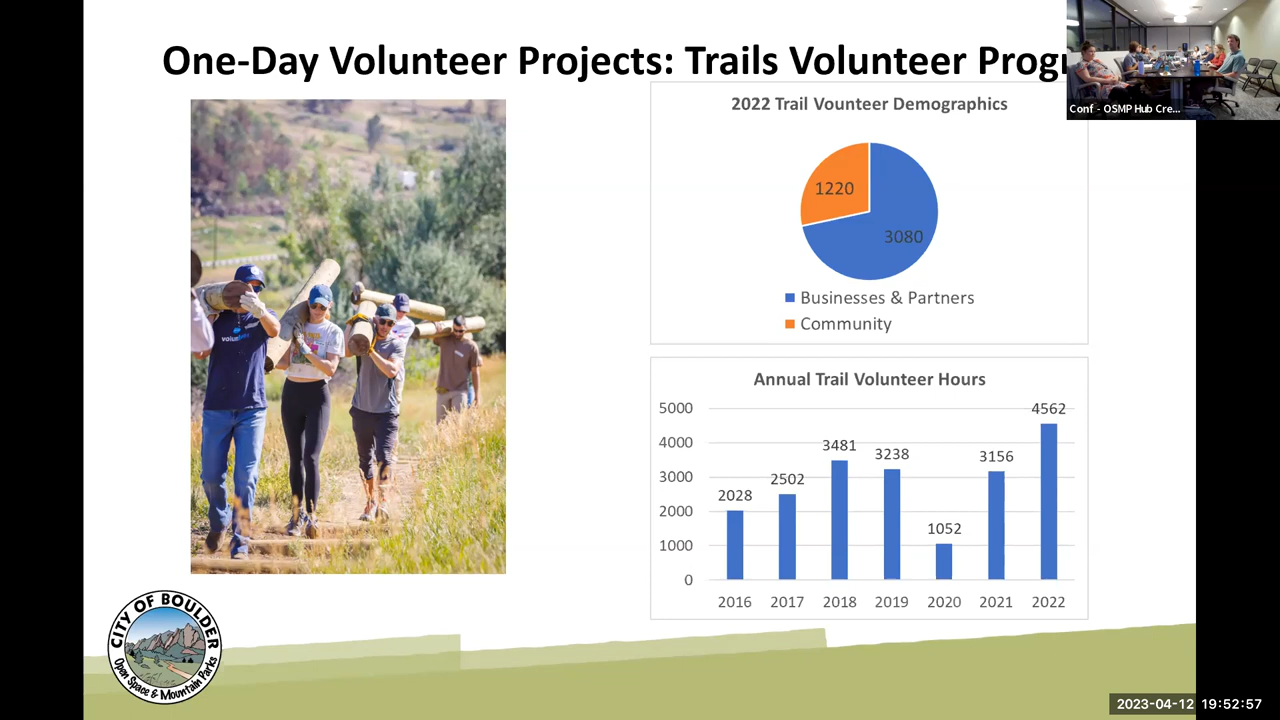 One-Day Volunteer Projects: Trails Volunteer Progr
Conf - OSMP Hub Cre...
2022 Trail Vounteer Demographics
1220
3080
Businesses & Partners
Community
volun
Annual Trail Volunteer Hours
5000
4000
3000
2000
1000
0
2028
2502
3481
3238
1052
3156
4562
2016 2017 2018 2019 2020 2021 2022
CITY OF BOULDER
Open Space & Mountain Parks
2023-04-12 19:52:57